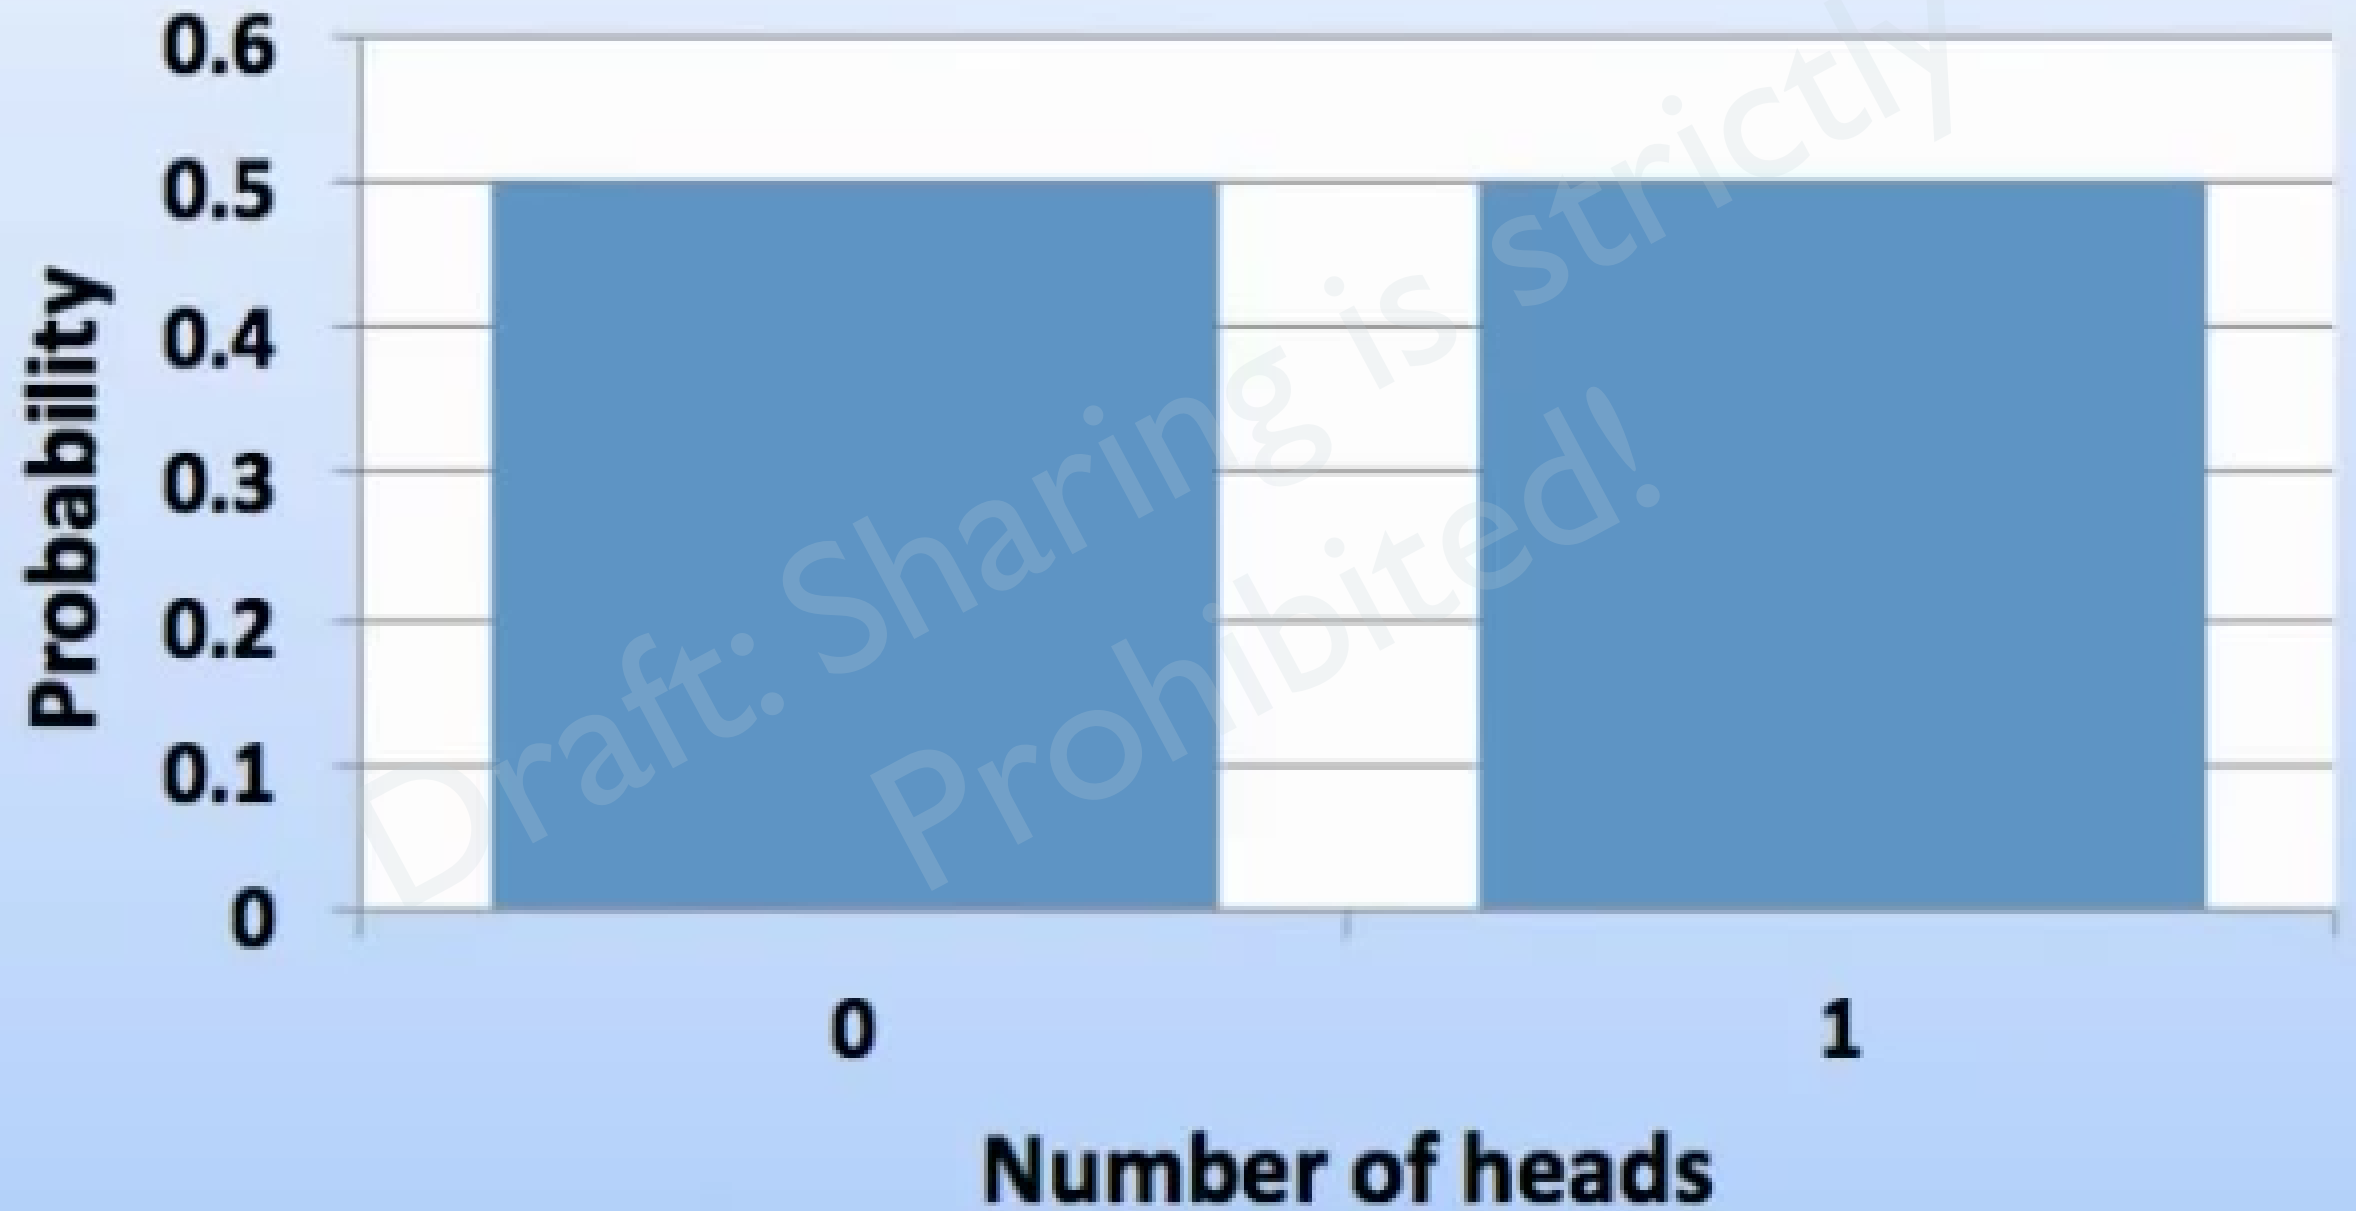 0.6
0.5
0.4
0.3
0.2
0.1
0
Probability
0
1
Number of heads
Draft: Sharing is strictly
Prohibited!